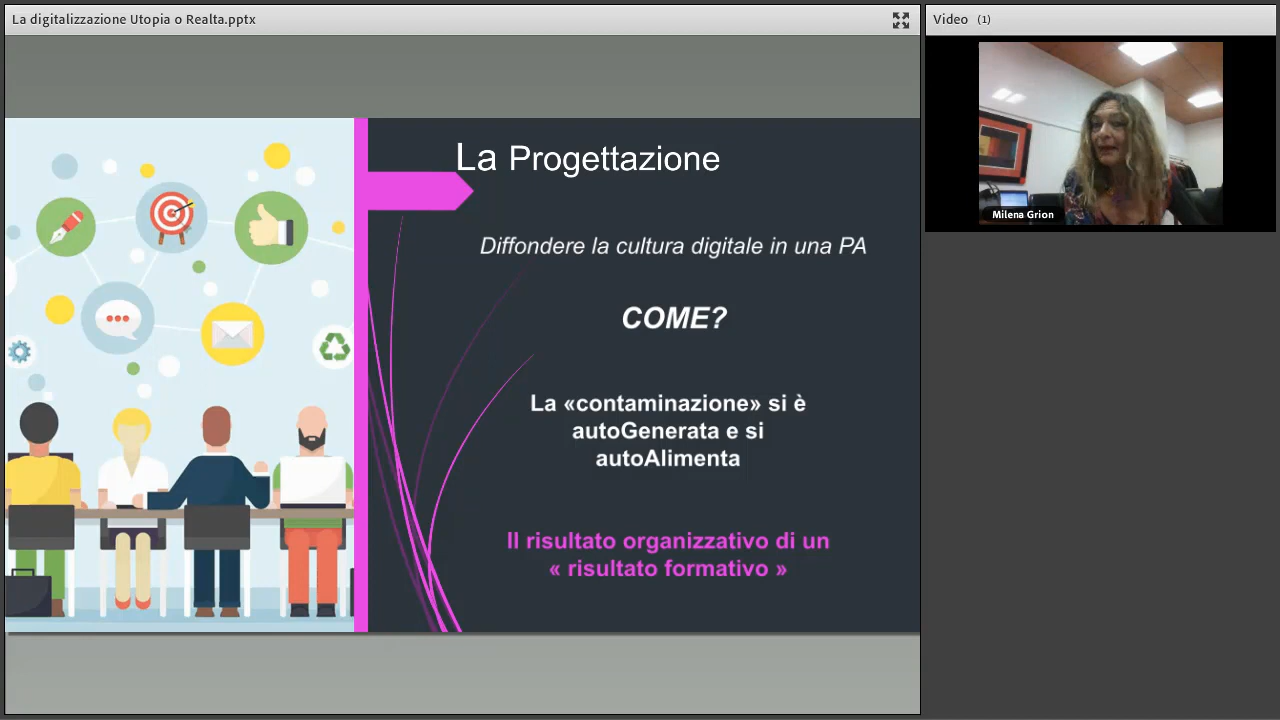 La digitalizzazione Utopia o Realta.pptx
Video (1)
Milena Grion
La Progettazione
Diffondere la cultura digitale in una PA
COME?
La «contaminazione» si è
autoGenerata e si
autoAlimenta
Il risultato organizzativo di un
« risultato formativo »